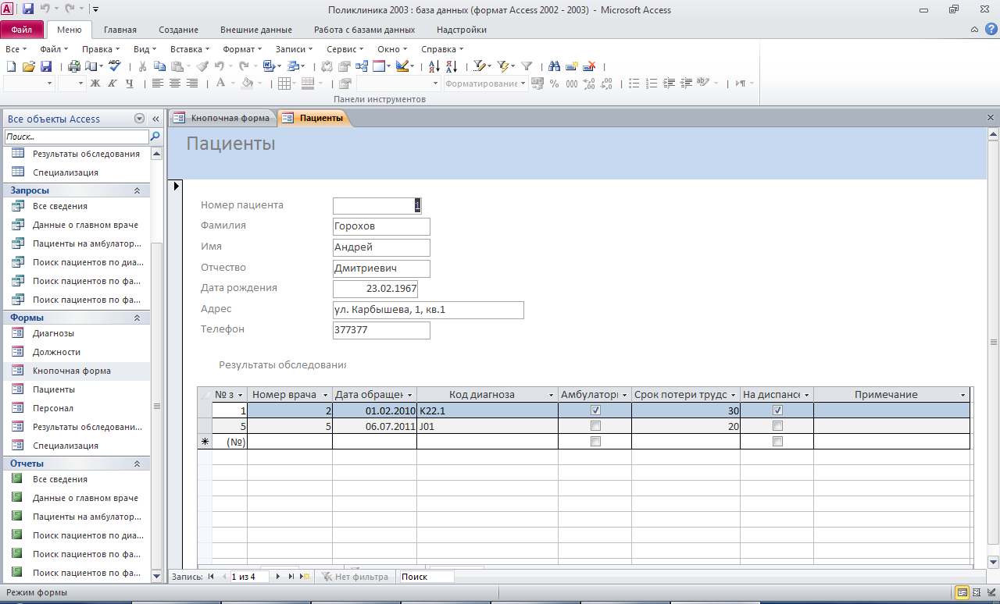 Поликлиника 2003 : база данных (формат Access 2002 - 2003) - Microsoft Access
Файл Меню Главная Создание Внешние данные Работа с базами данных Надстройки
Все Файл Правка Вид Вставка Формат Записи Сервис Окно Справка
Ж К Ч Форматирование % 000
Панели инструментов
Все объекты Access
Поиск...
Результаты обследования
Специализация
Запросы
Все сведения
Данные о главном враче
Пациенты на амбулатор...
Поиск пациентов по диа...
Поиск пациентов по фа...
Поиск пациентов по фа...
Формы
Диагнозы
Должности
Кнопочная форма
Пациенты
Персонал
Результаты обследовани...
Специализация
Отчеты
Все сведения
Данные о главном враче
Пациенты на амбулатор...
Поиск пациентов по диа...
Поиск пациентов по фа...
Поиск пациентов по фа...
Кнопочная форма Пациенты
Пациенты
Номер пациента 1
Фамилия Горохов
Имя Андрей
Отчество Дмитриевич
Дата рождения 23.02.1967
Адрес ул. Карбышева, 1, кв.1
Телефон 377377
Результаты обследования
№ з Номер врача Дата обращен Код диагноза Амбулаторн Срок потери трудс На диспансе Примечание
1 2 01.02.2010 K22.1 30
5 5 06.07.2011 J01 20
(№)
Запись: 1 из 4 Нет фильтра Поиск
Режим формы